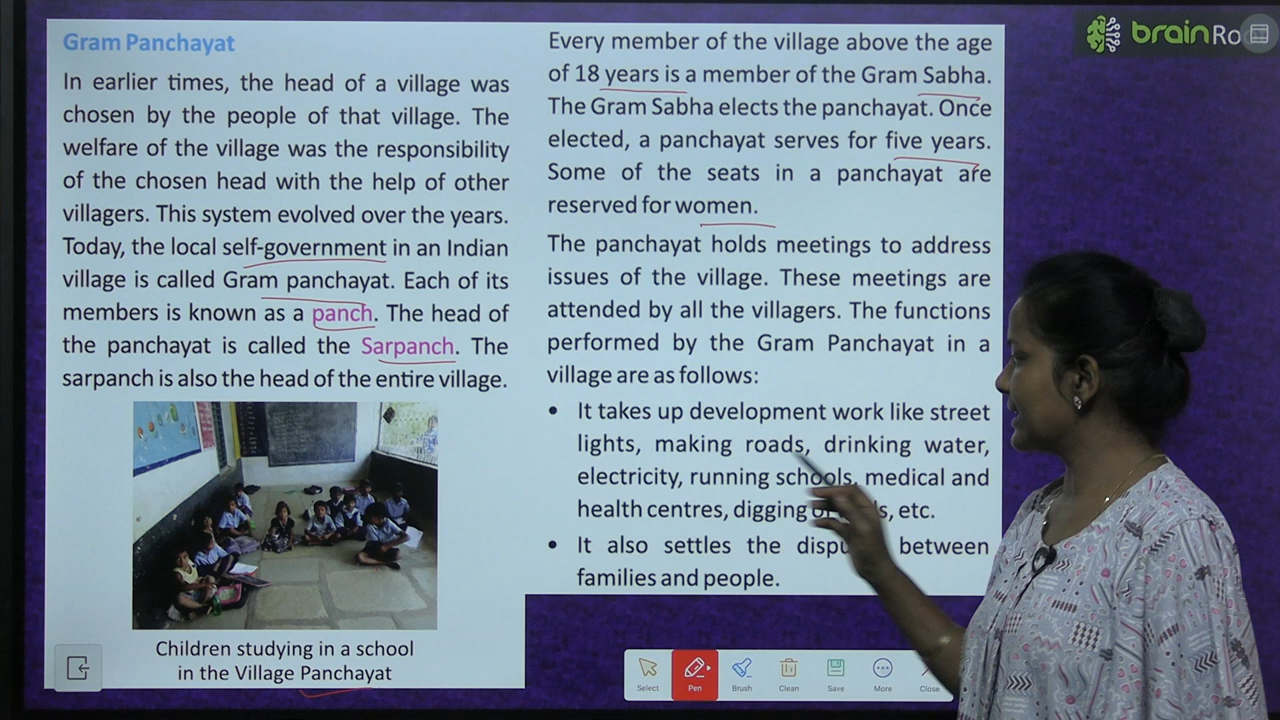 Gram Panchayat
In earlier times, the head of a village was
chosen by the people of that village. The
welfare of the village was the responsibility
of the chosen head with the help of other
villagers. This system evolved over the years.
Today, the local self-government in an Indian
village is called Gram panchayat. Each of its
members is known as a panch. The head of
the panchayat is called the Sarpanch. The
sarpanch is also the head of the entire village.
Children studying in a school
in the Village Panchayat
Every member of the village above the age
of 18 years is a member of the Gram Sabha.
The Gram Sabha elects the panchayat. Once
elected, a panchayat serves for five years.
Some of the seats in a panchayat are
reserved for women.
The panchayat holds meetings to address
issues of the village. These meetings are
attended by all the villagers. The functions
performed by the Gram Panchayat in a
village are as follows:
• It takes up development work like street
lights, making roads, drinking water,
electricity, running schools, medical and
health centres, digging of etc.
• It also settles the between
families and people.
brain
Select Pen Brush Clean Save More Close